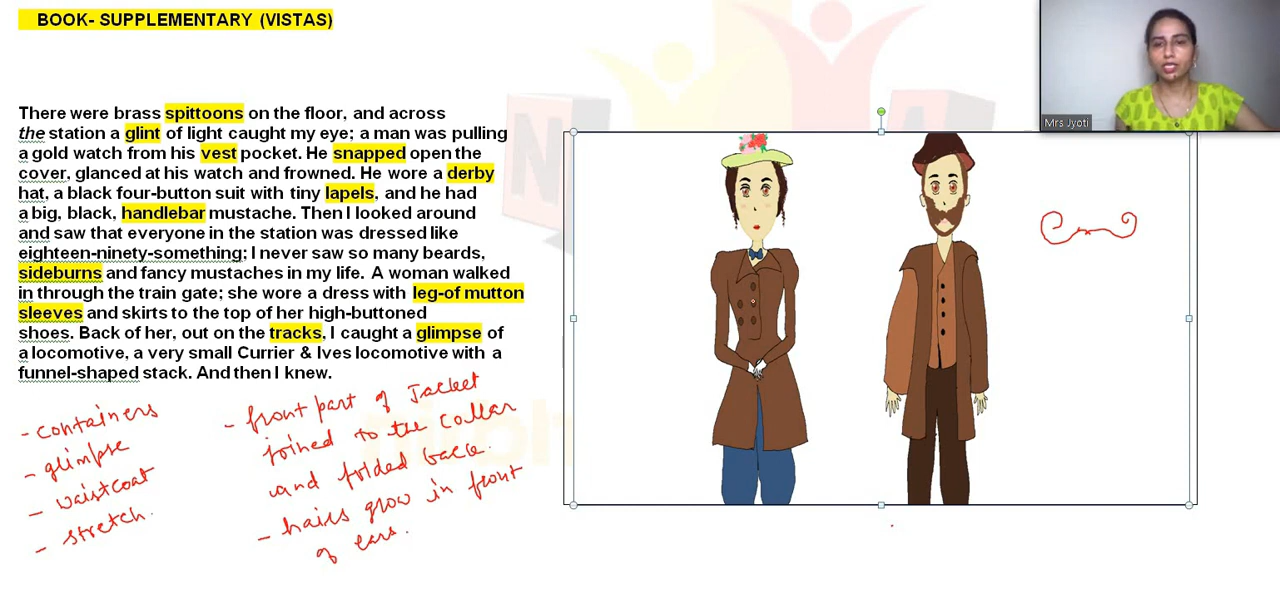 BOOK- SUPPLEMENTARY (VISTAS)
Mrs Jyoti
There were brass spittoons on the floor, and across
the station a glint of light caught my eye; a man was pulling
a gold watch from his vest pocket. He snapped open the
cover, glanced at his watch and frowned. He wore a derby
hat, a black four-button suit with tiny lapels, and he had
a big, black, handlebar mustache. Then I looked around
and saw that everyone in the station was dressed like
eighteen-ninety-something; I never saw so many beards,
sideburns and fancy mustaches in my life. A woman walked
in through the train gate; she wore a dress with leg-of mutton
sleeves and skirts to the top of her high-buttoned
shoes. Back of her, out on the tracks, I caught a glimpse of
a locomotive, a very small Currier & Ives locomotive with a
funnel-shaped stack. And then I knew.
- containers
- glimpse
- waistcoat
- stretch.
- front part of Jacket
joined to the collar
and folded back.
- hairs grow in front
of ears.